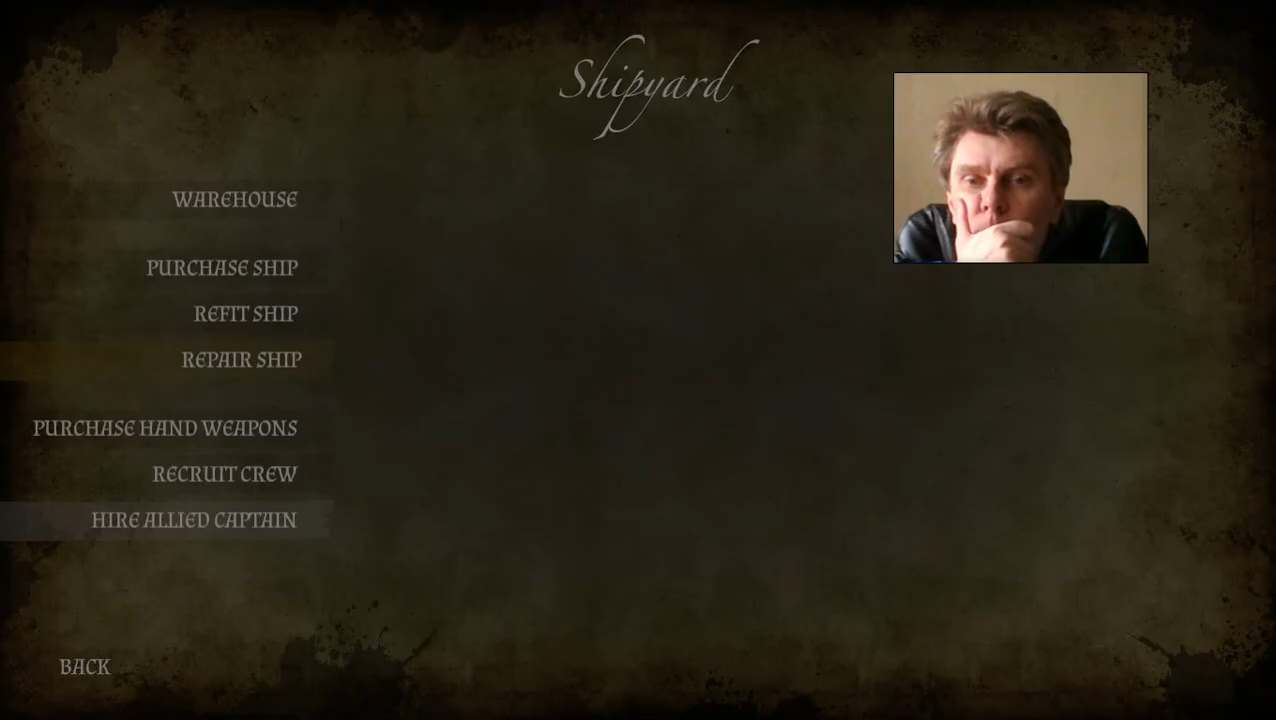 Shipyard
WAREHOUSE
PURCHASE SHIP
REFIT SHIP
REPAIR SHIP
PURCHASE HAND WEAPONS
RECRUIT CREW
HIRE ALLIED CAPTAIN
BACK